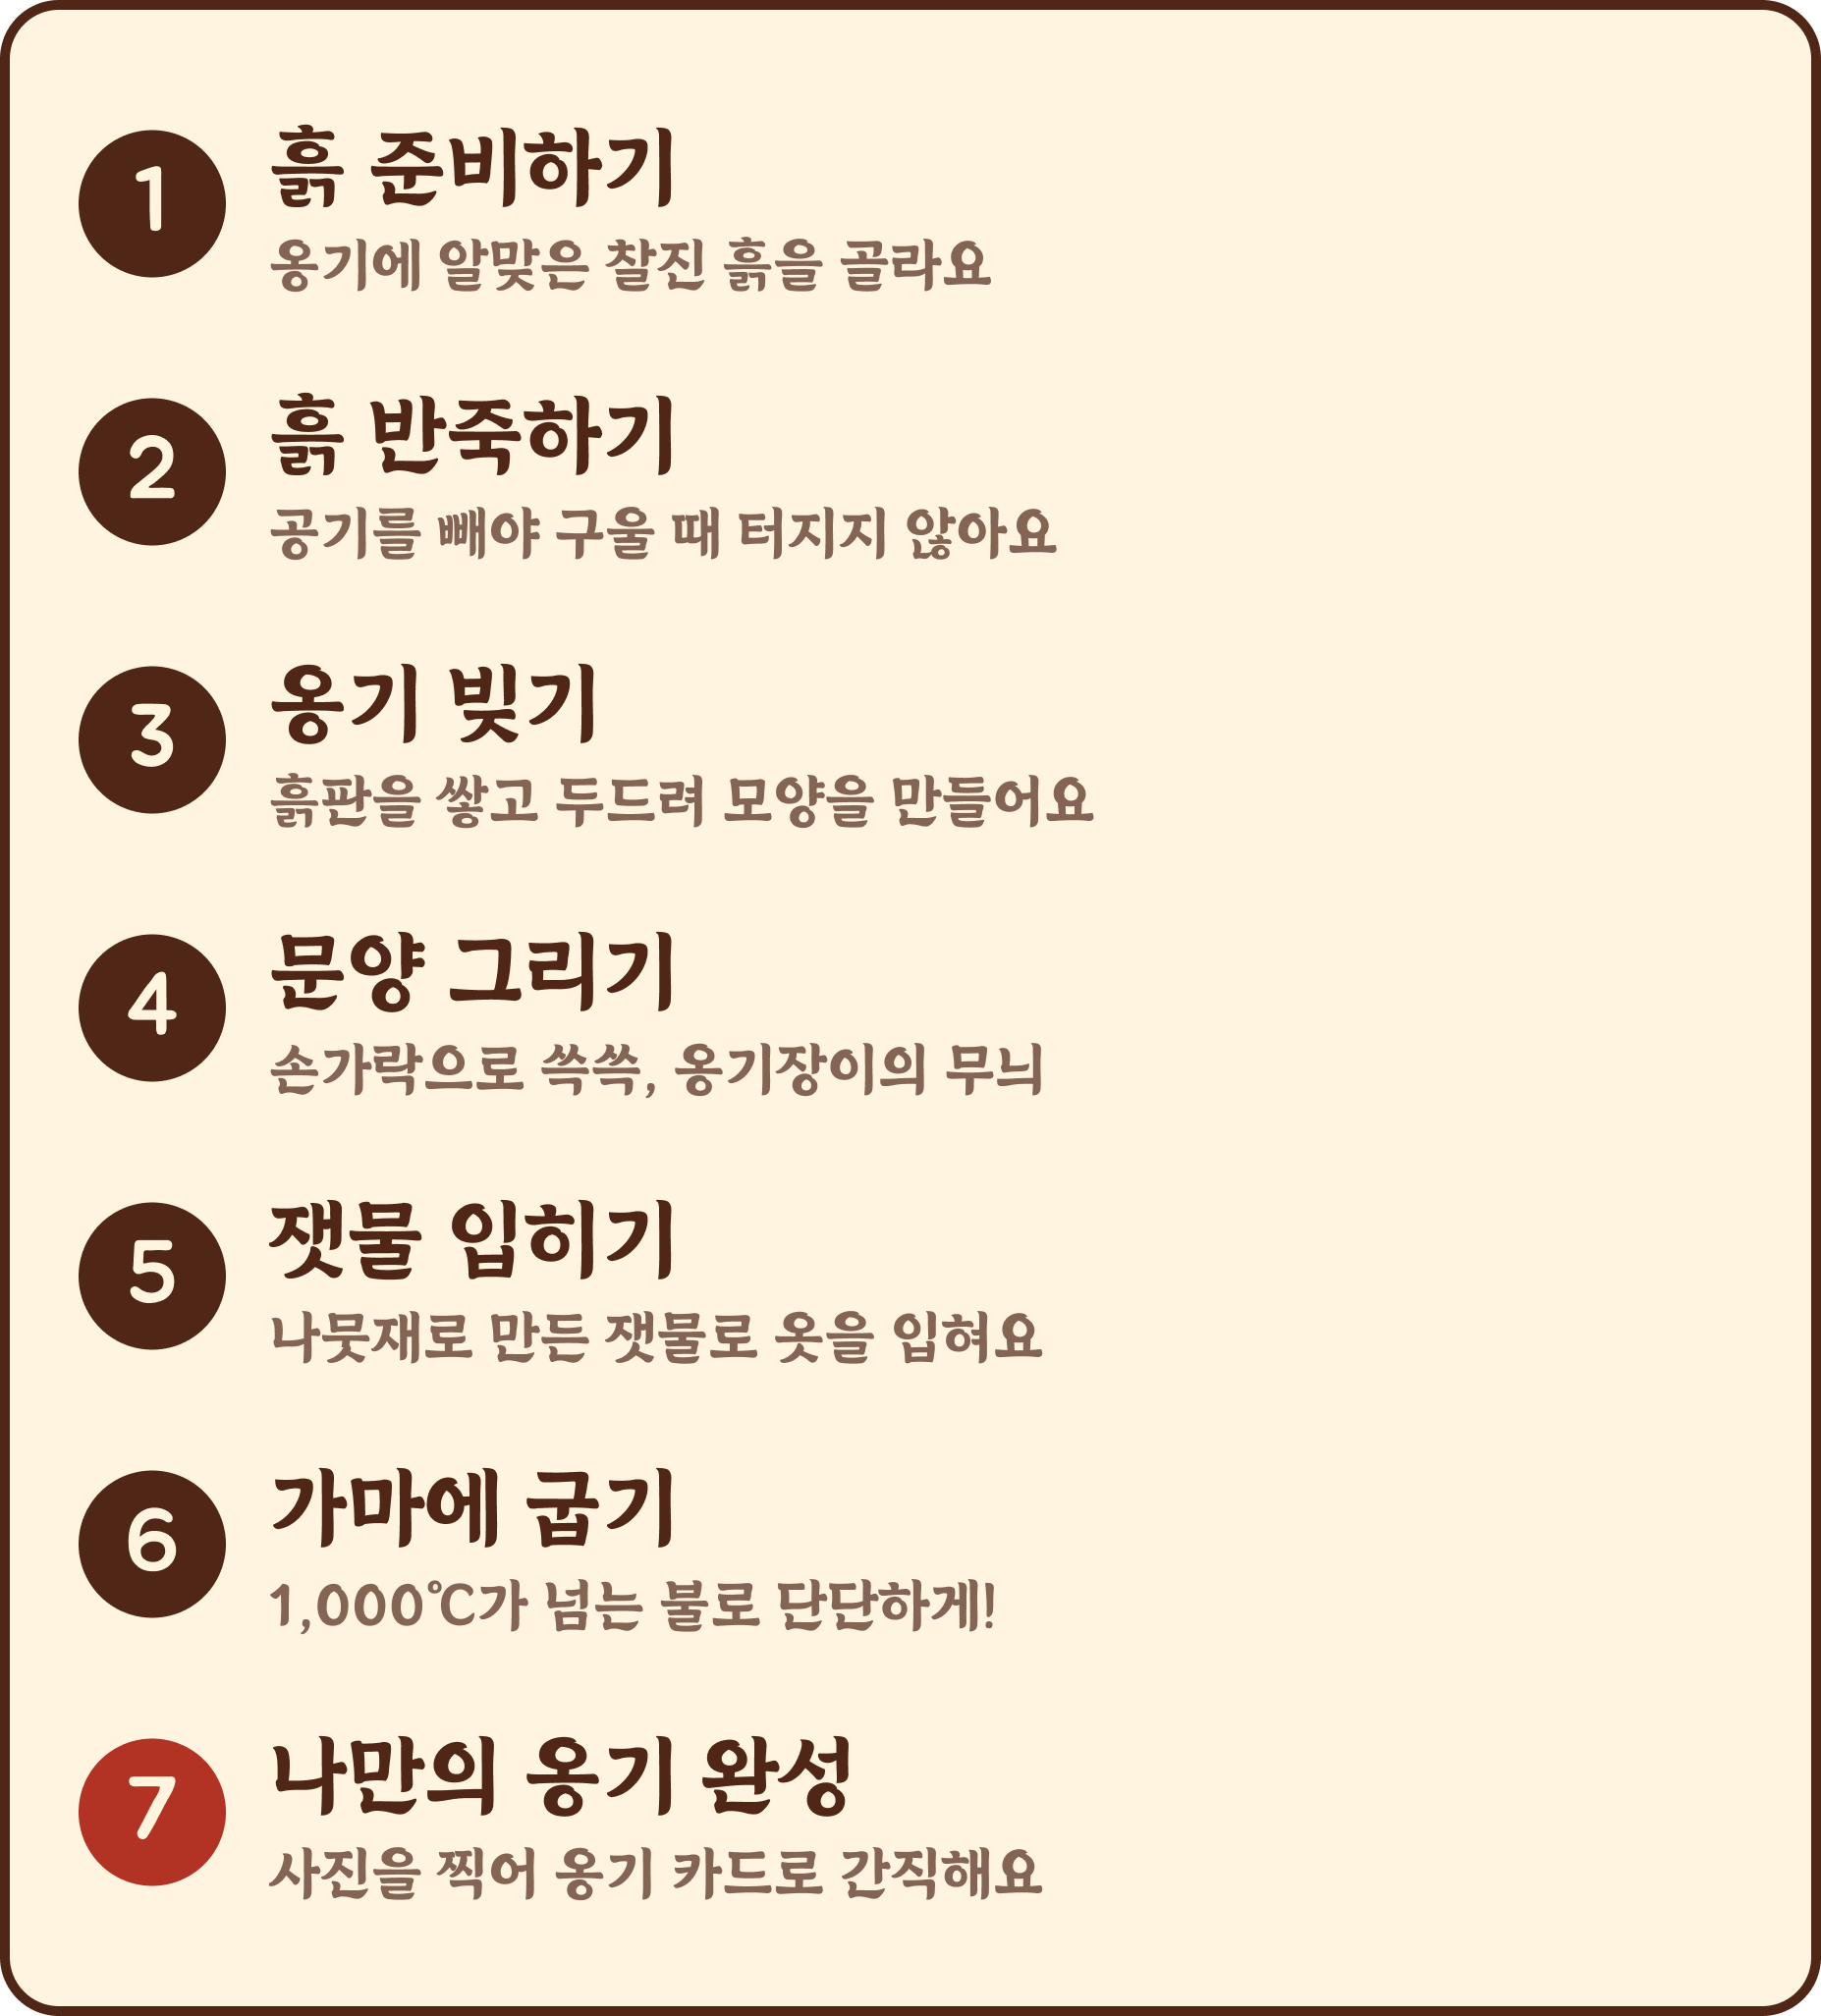 1
흙 준비하기
옹기에 알맞은 찰진 흙을 골라요
2
흙 반죽하기
공기를 빼야 구울 때 터지지 않아요
3
옹기 빚기
흙판을 쌓고 두드려 모양을 만들어요
4
문양 그리기
손가락으로 쓱쓱, 옹기장이의 무늬
5
잿물 입히기
나뭇재로 만든 잿물로 옷을 입혀요
6
가마에 굽기
1,000℃가 넘는 불로 단단하게!
7
나만의 옹기 완성
사진을 찍어 옹기 카드로 간직해요